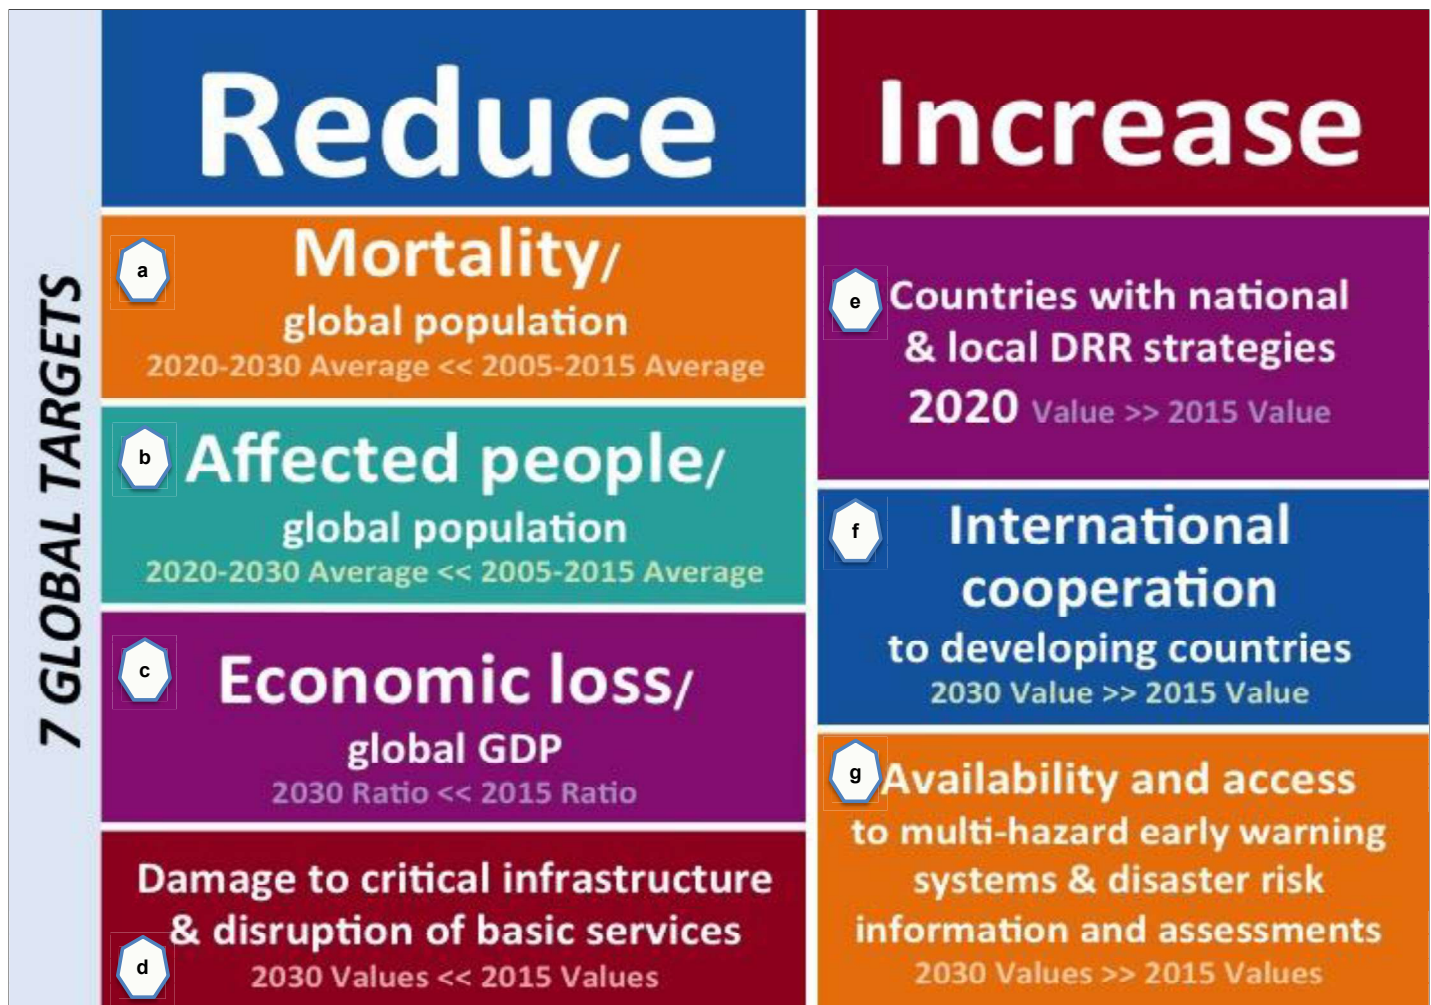 7 GLOBAL TARGETS
Reduce
a
Mortality/
global population
2020-2030 Average << 2005-2015 Average
b
Affected people/
global population
2020-2030 Average << 2005-2015 Average
c
Economic loss/
global GDP
2030 Ratio << 2015 Ratio
Damage to critical infrastructure
& disruption of basic services
d
2030 Values << 2015 Values
Increase
e
Countries with national
& local DRR strategies
2020 Value >> 2015 Value
f
International
cooperation
to developing countries
2030 Value >> 2015 Value
g
Availability and access
to multi-hazard early warning
systems & disaster risk
information and assessments
2030 Values >> 2015 Values